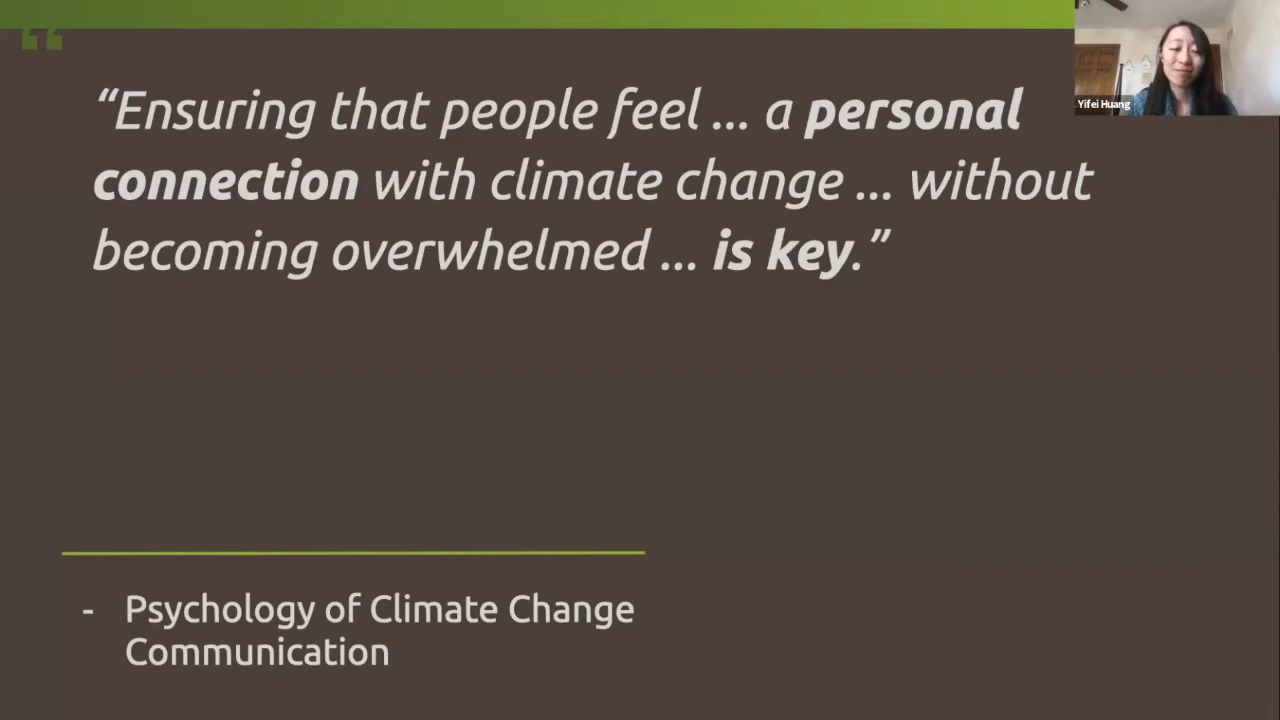 “Ensuring that people feel ... a personal
connection with climate change ... without
becoming overwhelmed ... is key.”
Yifei Huang
- Psychology of Climate Change
Communication